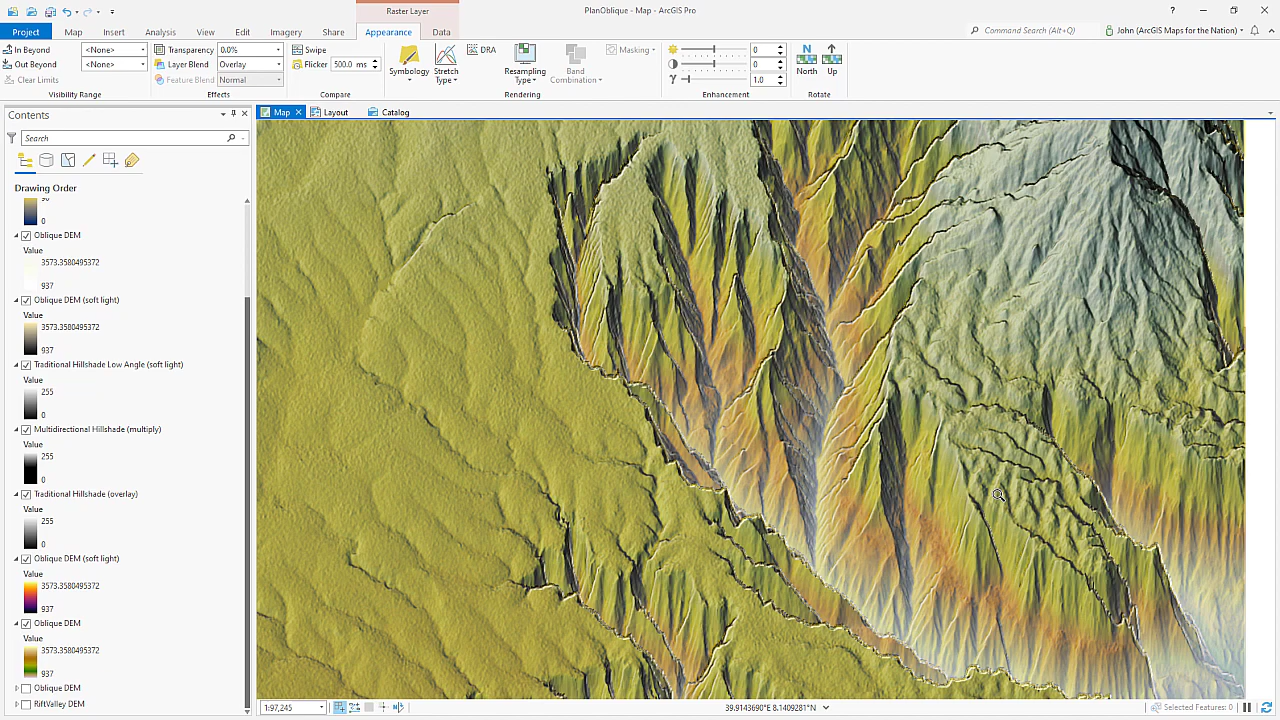 Raster Layer
PlanOblique - Map - ArcGIS Pro
?
Project Map Insert Analysis View Edit Imagery Share Appearance Data
Command Search (Alt+Q)
John (ArcGIS Maps for the Nation)
In Beyond <None>
Out Beyond <None>
Clear Limits
Visibility Range
Transparency 0.0%
Layer Blend Overlay
Feature Blend Normal
Effects
Swipe
Flicker 500.0 ms
Compare
Symbology
Stretch Type
DRA
Resampling Type
Band Combination
Masking
Rendering
0
0
1.0
Enhancement
N
North
Up
Rotate
Contents
Map
Layout
Catalog
Search
Drawing Order
0
Oblique DEM
Value
3573.3580495372
937
Oblique DEM (soft light)
Value
3573.3580495372
937
Traditional Hillshade Low Angle (soft light)
Value
255
0
Multidirectional Hillshade (multiply)
Value
255
0
Traditional Hillshade (overlay)
Value
255
0
Oblique DEM (soft light)
Value
3573.3580495372
937
Oblique DEM
Value
3573.3580495372
937
Oblique DEM
RiftValley DEM
1:97,245
39.9143690°E 8.1409281°N
Selected Features: 0